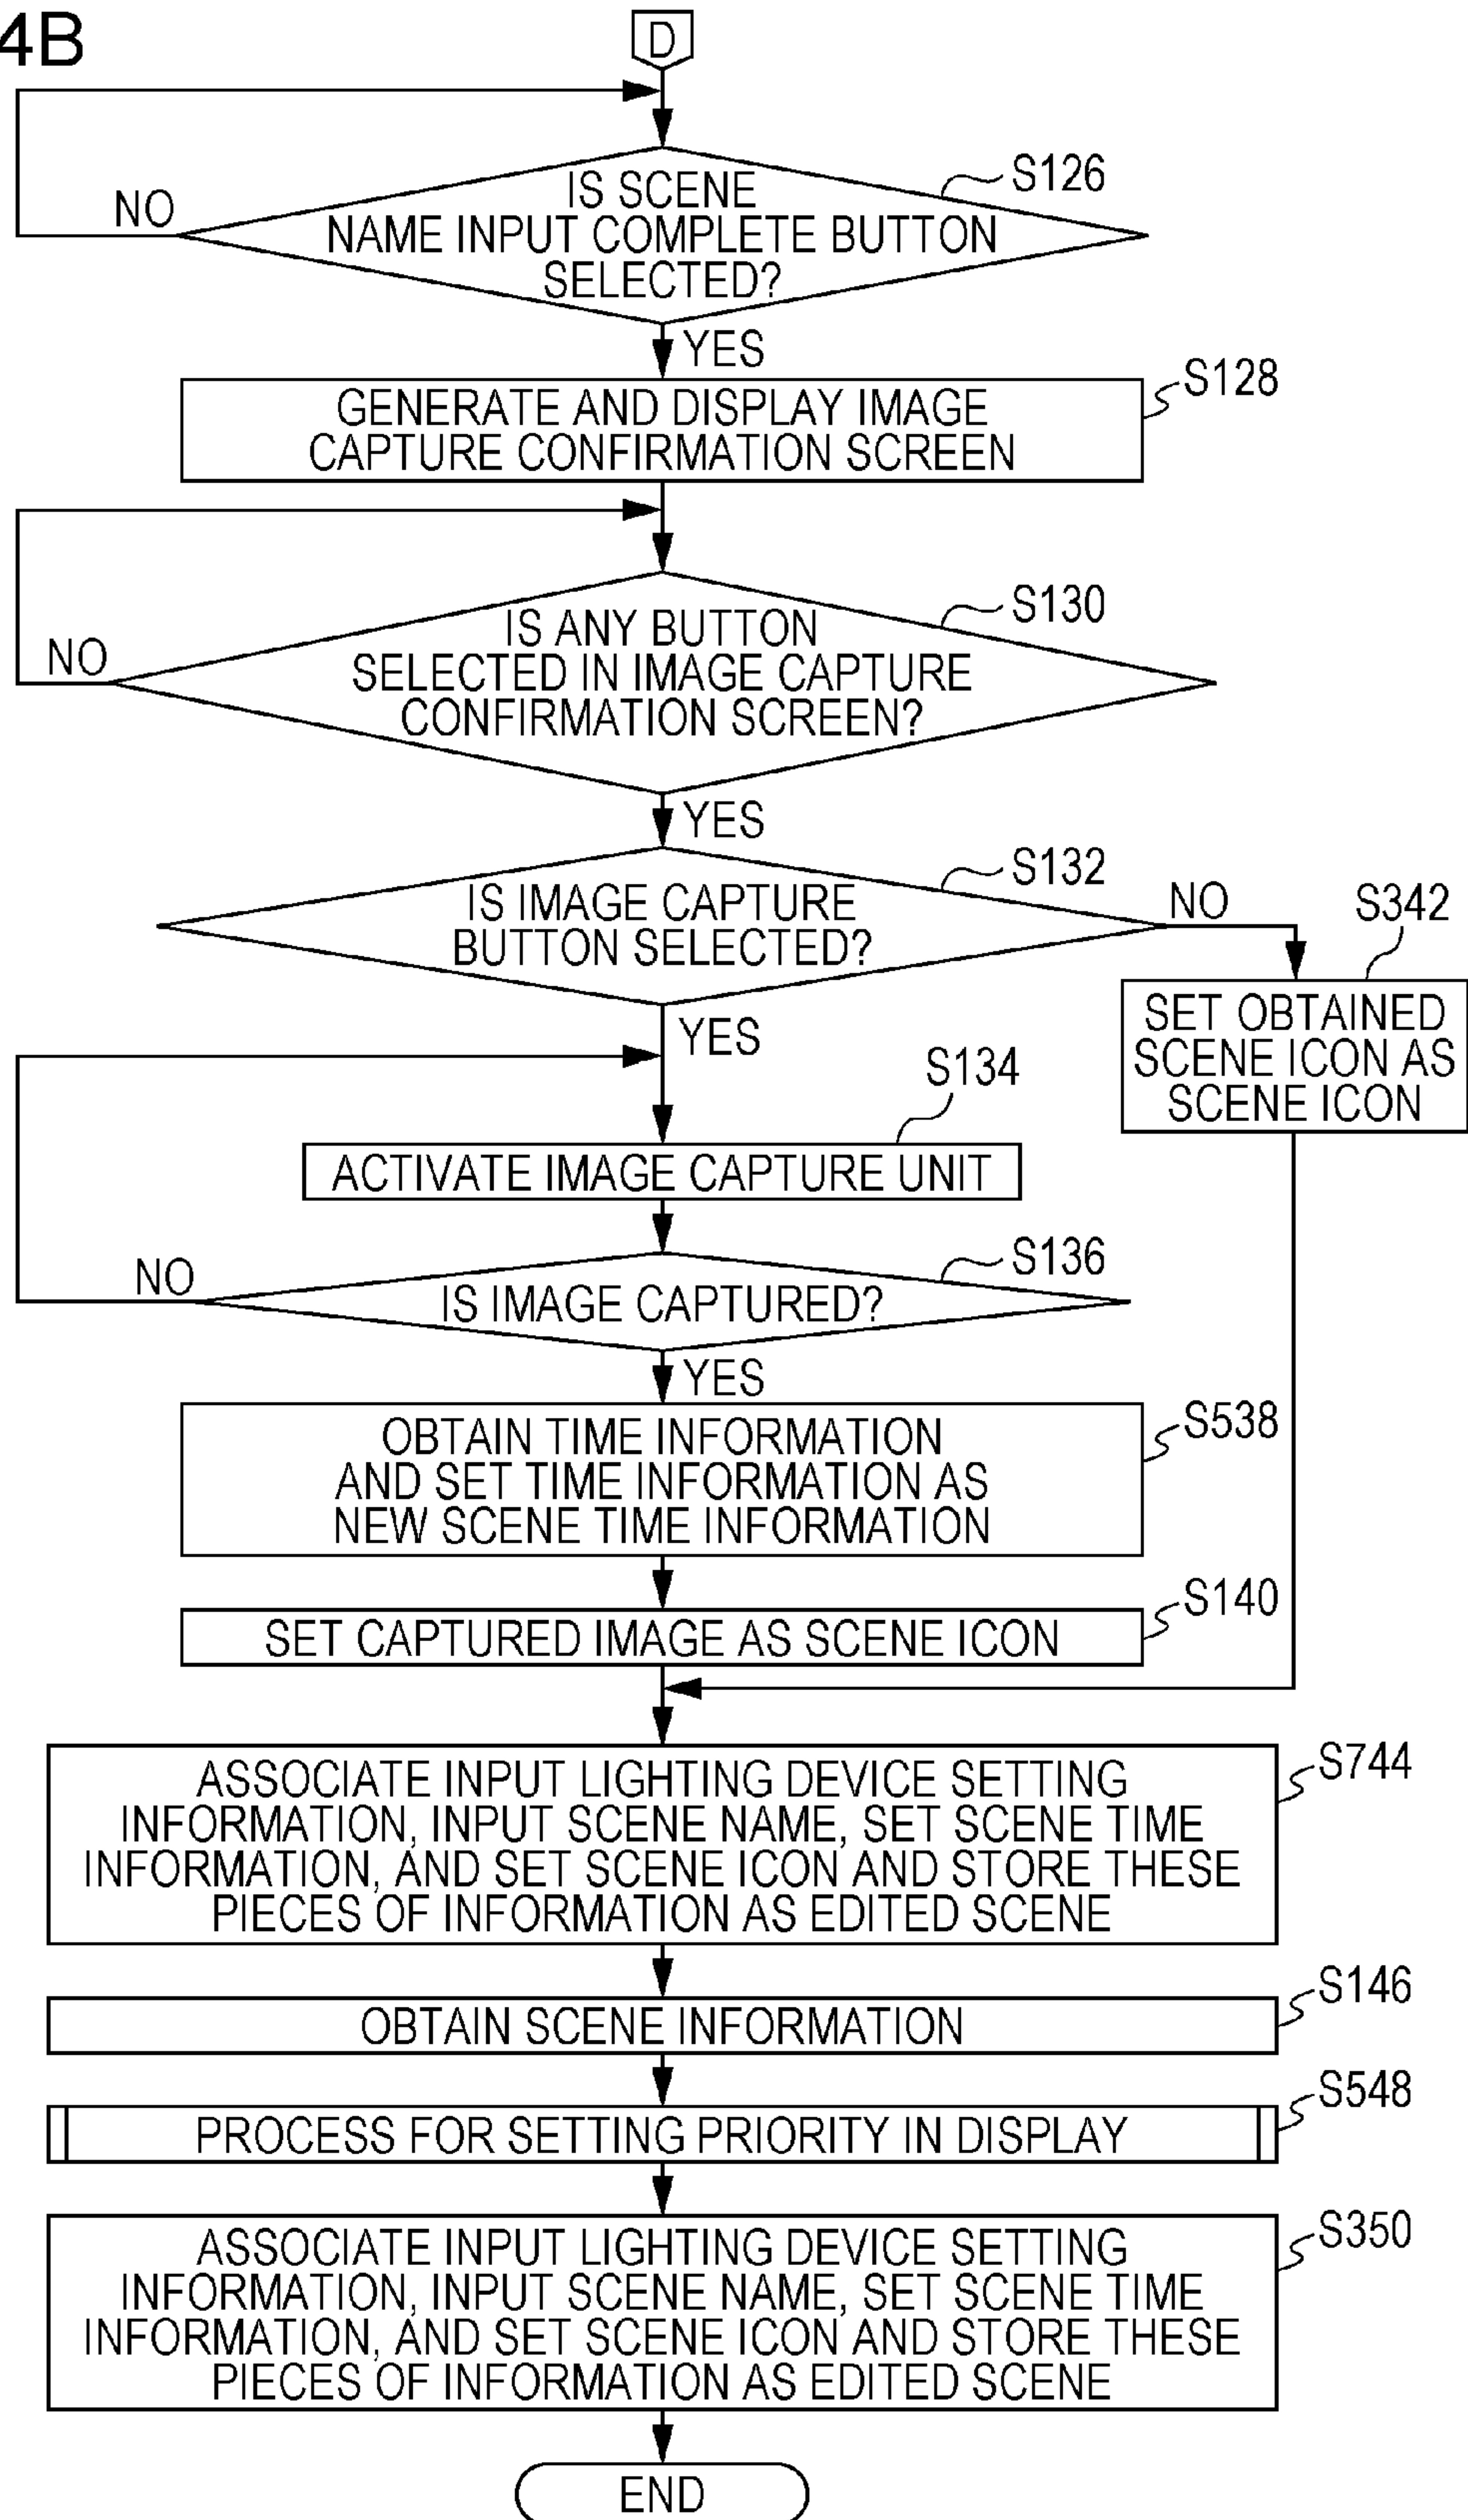 4B
D
S126
IS SCENE
NAME INPUT COMPLETE BUTTON
SELECTED?
NO
YES
S128
GENERATE AND DISPLAY IMAGE
CAPTURE CONFIRMATION SCREEN
S130
IS ANY BUTTON
SELECTED IN IMAGE CAPTURE
CONFIRMATION SCREEN?
NO
YES
S132
IS IMAGE CAPTURE
BUTTON SELECTED?
NO
S342
SET OBTAINED
SCENE ICON AS
SCENE ICON
YES
S134
ACTIVATE IMAGE CAPTURE UNIT
S136
IS IMAGE CAPTURED?
NO
YES
S538
OBTAIN TIME INFORMATION
AND SET TIME INFORMATION AS
NEW SCENE TIME INFORMATION
S140
SET CAPTURED IMAGE AS SCENE ICON
S744
ASSOCIATE INPUT LIGHTING DEVICE SETTING
INFORMATION, INPUT SCENE NAME, SET SCENE TIME
INFORMATION, AND SET SCENE ICON AND STORE THESE
PIECES OF INFORMATION AS EDITED SCENE
S146
OBTAIN SCENE INFORMATION
S548
PROCESS FOR SETTING PRIORITY IN DISPLAY
S350
ASSOCIATE INPUT LIGHTING DEVICE SETTING
INFORMATION, INPUT SCENE NAME, SET SCENE TIME
INFORMATION, AND SET SCENE ICON AND STORE THESE
PIECES OF INFORMATION AS EDITED SCENE
END